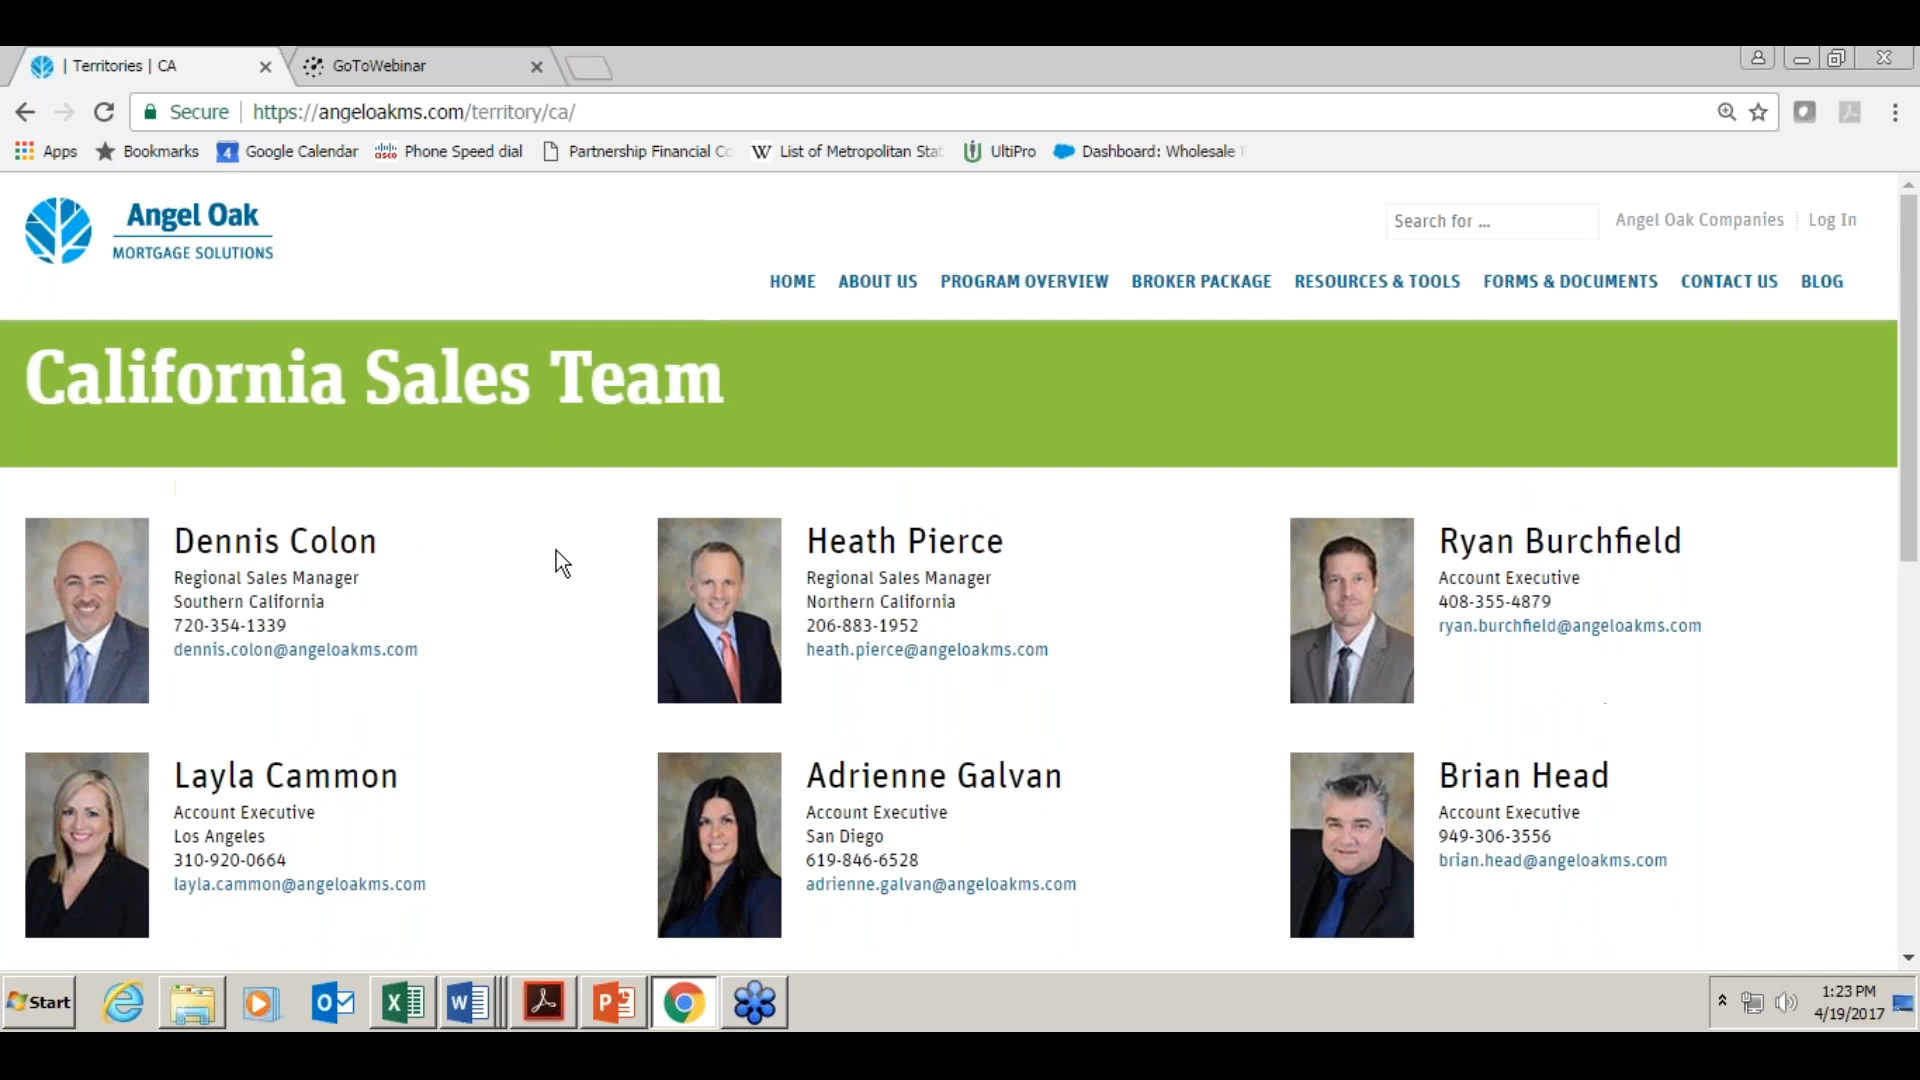 | Territories | CA
GoToWebinar
Secure
https://angeloakms.com/territory/ca/
Apps
Bookmarks
4
Google Calendar
cisco
Phone Speed dial
Partnership Financial Co
W
List of Metropolitan Stat
UltiPro
Dashboard: Wholesale
Angel Oak
MORTGAGE SOLUTIONS
Search for ...
Angel Oak Companies
Log In
HOME
ABOUT US
PROGRAM OVERVIEW
BROKER PACKAGE
RESOURCES & TOOLS
FORMS & DOCUMENTS
CONTACT US
BLOG
California Sales Team
Dennis Colon
Regional Sales Manager
Southern California
720-354-1339
dennis.colon@angeloakms.com
Heath Pierce
Regional Sales Manager
Northern California
206-883-1952
heath.pierce@angeloakms.com
Ryan Burchfield
Account Executive
408-355-4879
ryan.burchfield@angeloakms.com
Layla Cammon
Account Executive
Los Angeles
310-920-0664
layla.cammon@angeloakms.com
Adrienne Galvan
Account Executive
San Diego
619-846-6528
adrienne.galvan@angeloakms.com
Brian Head
Account Executive
949-306-3556
brian.head@angeloakms.com
Start
1:23 PM
4/19/2017